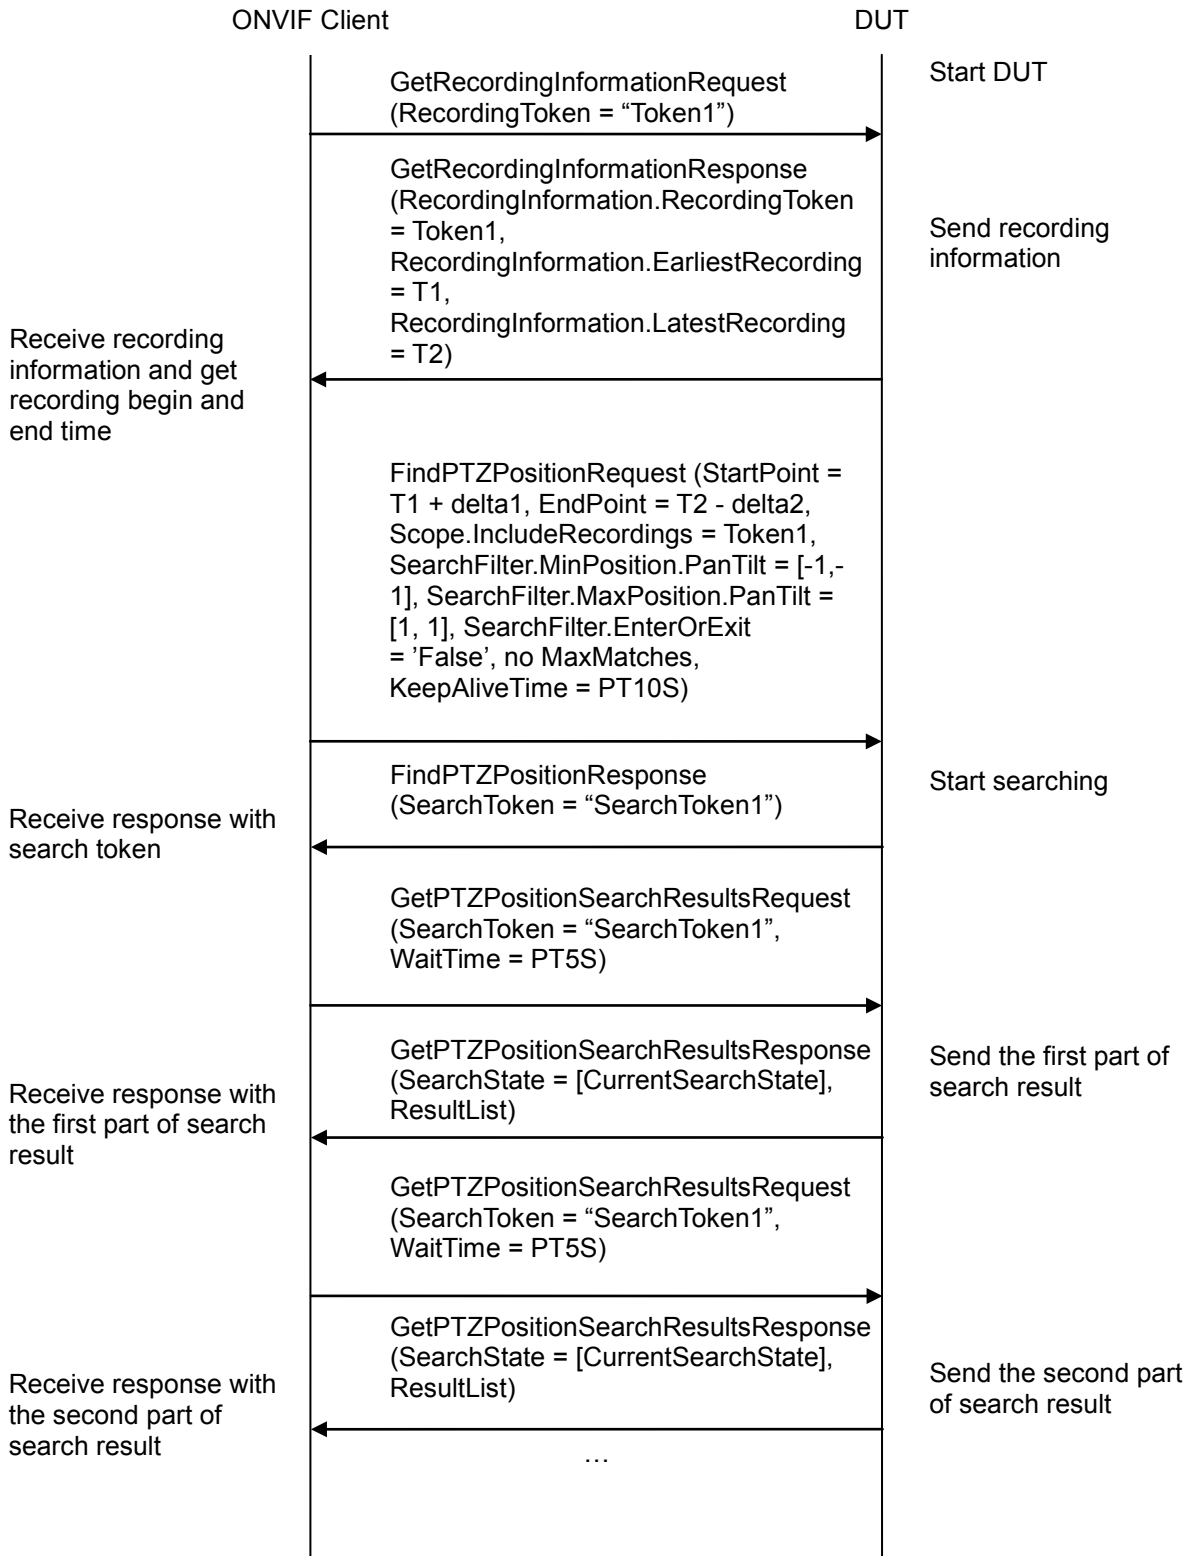 ONVIF Client
DUT
Start DUT
GetRecordingInformationRequest
(RecordingToken = “Token1”)
GetRecordingInformationResponse
(RecordingInformation.RecordingToken
= Token1,
RecordingInformation.EarliestRecording
= T1,
RecordingInformation.LatestRecording
= T2)
Send recording
information
Receive recording
information and get
recording begin and
end time
FindPTZPositionRequest (StartPoint =
T1 + delta1, EndPoint = T2 - delta2,
Scope.IncludeRecordings = Token1,
SearchFilter.MinPosition.PanTilt = [-1,-
1], SearchFilter.MaxPosition.PanTilt =
[1, 1], SearchFilter.EnterOrExit
= ’False’, no MaxMatches,
KeepAliveTime = PT10S)
FindPTZPositionResponse
(SearchToken = “SearchToken1”)
Start searching
Receive response with
search token
GetPTZPositionSearchResultsRequest
(SearchToken = “SearchToken1”,
WaitTime = PT5S)
GetPTZPositionSearchResultsResponse
(SearchState = [CurrentSearchState],
ResultList)
Send the first part of
search result
Receive response with
the first part of search
result
GetPTZPositionSearchResultsRequest
(SearchToken = “SearchToken1”,
WaitTime = PT5S)
GetPTZPositionSearchResultsResponse
(SearchState = [CurrentSearchState],
ResultList)
Send the second part
of search result
Receive response with
the second part of
search result
…